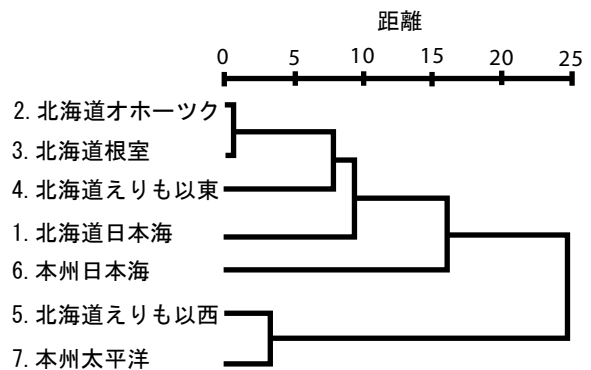 距離
0 5 10 15 20 25
2. 北海道オホーツク
3. 北海道根室
4. 北海道えりも以東
1. 北海道日本海
6. 本州日本海
5. 北海道えりも以西
7. 本州太平洋